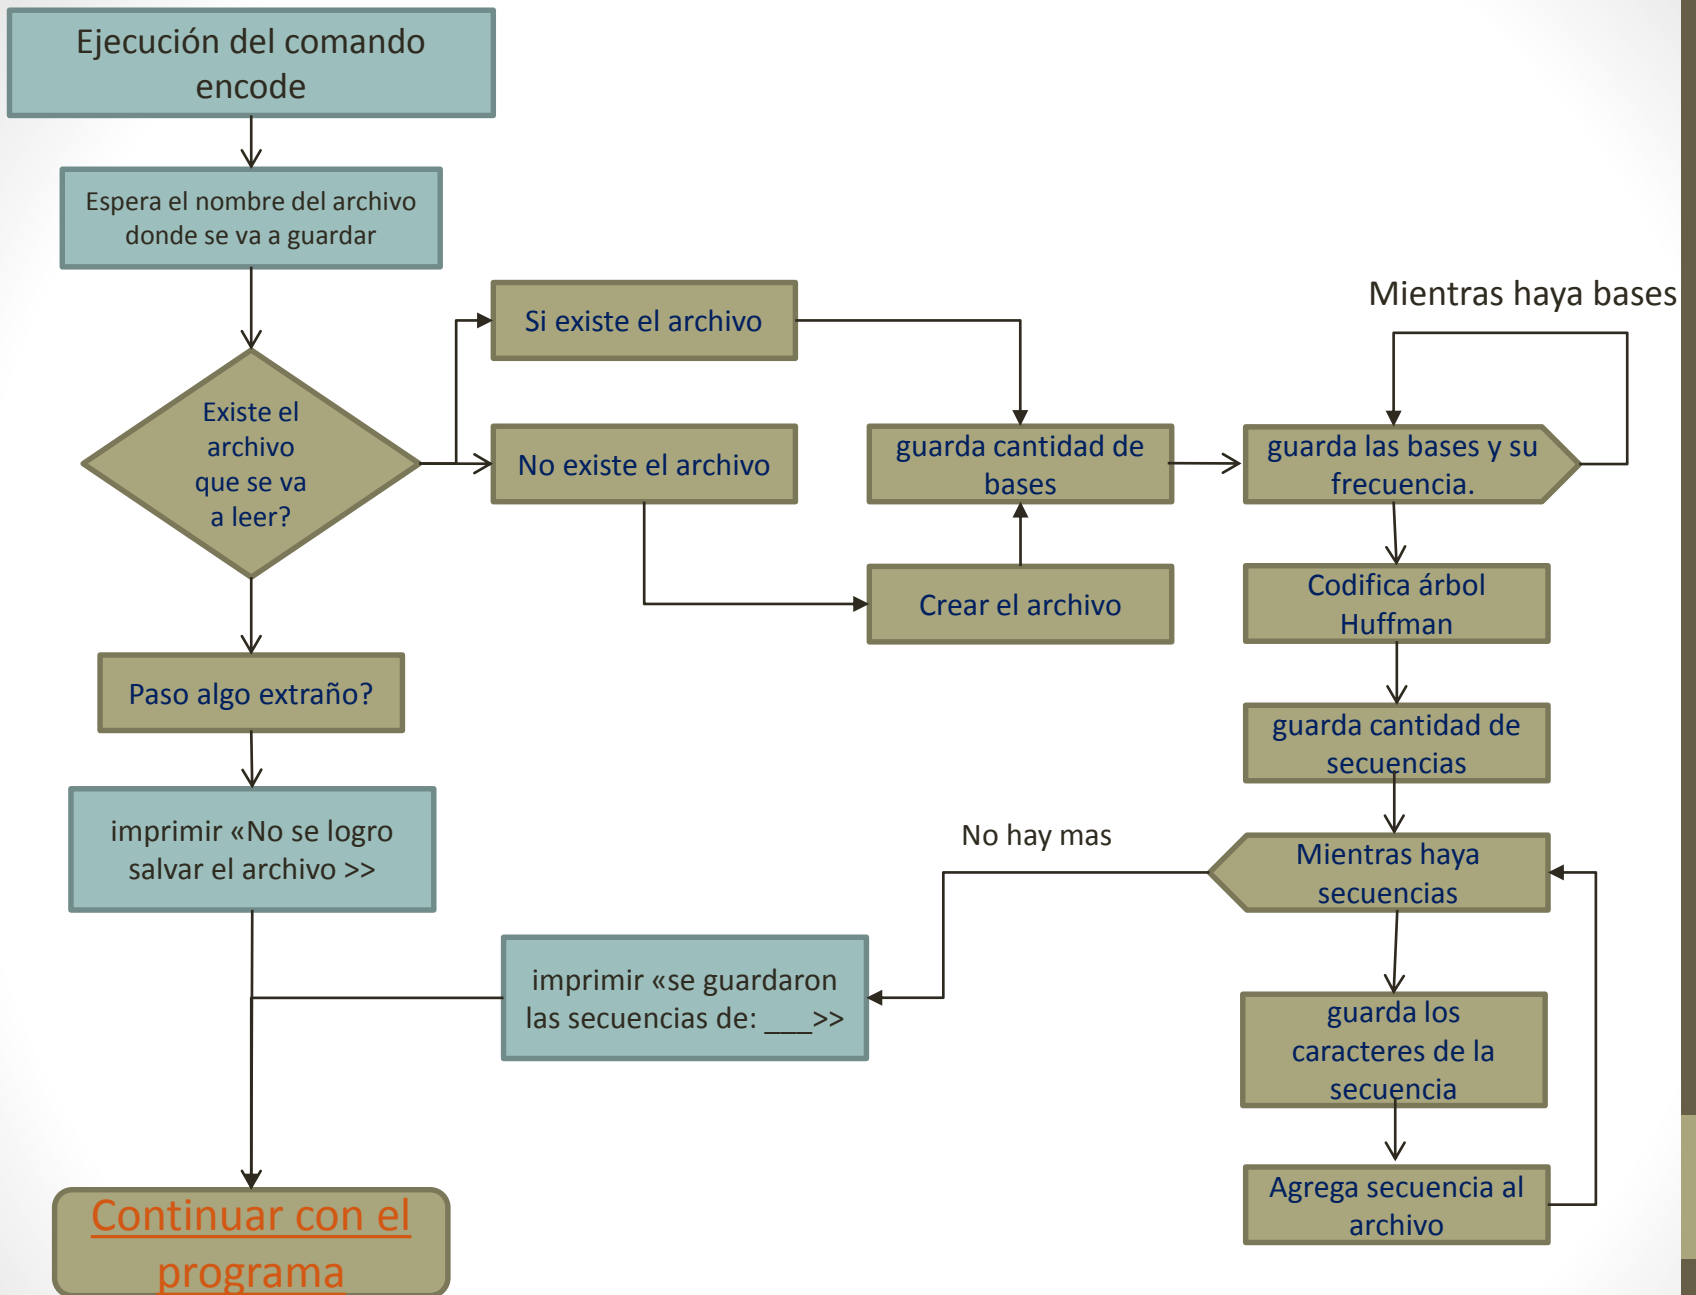 Ejecución del comando
encode
Espera el nombre del archivo
donde se va a guardar
Existe el
archivo
que se va
a leer?
Si existe el archivo
No existe el archivo
Crear el archivo
guarda cantidad de
bases
Mientras haya bases
guarda las bases y su
frecuencia.
Codifica árbol
Huffman
guarda cantidad de
secuencias
Mientras haya
secuencias
guarda los
caracteres de la
secuencia
Agrega secuencia al
archivo
No hay mas
imprimir «se guardaron
las secuencias de: ___>>
Paso algo extraño?
imprimir «No se logro
salvar el archivo >>
Continuar con el
programa